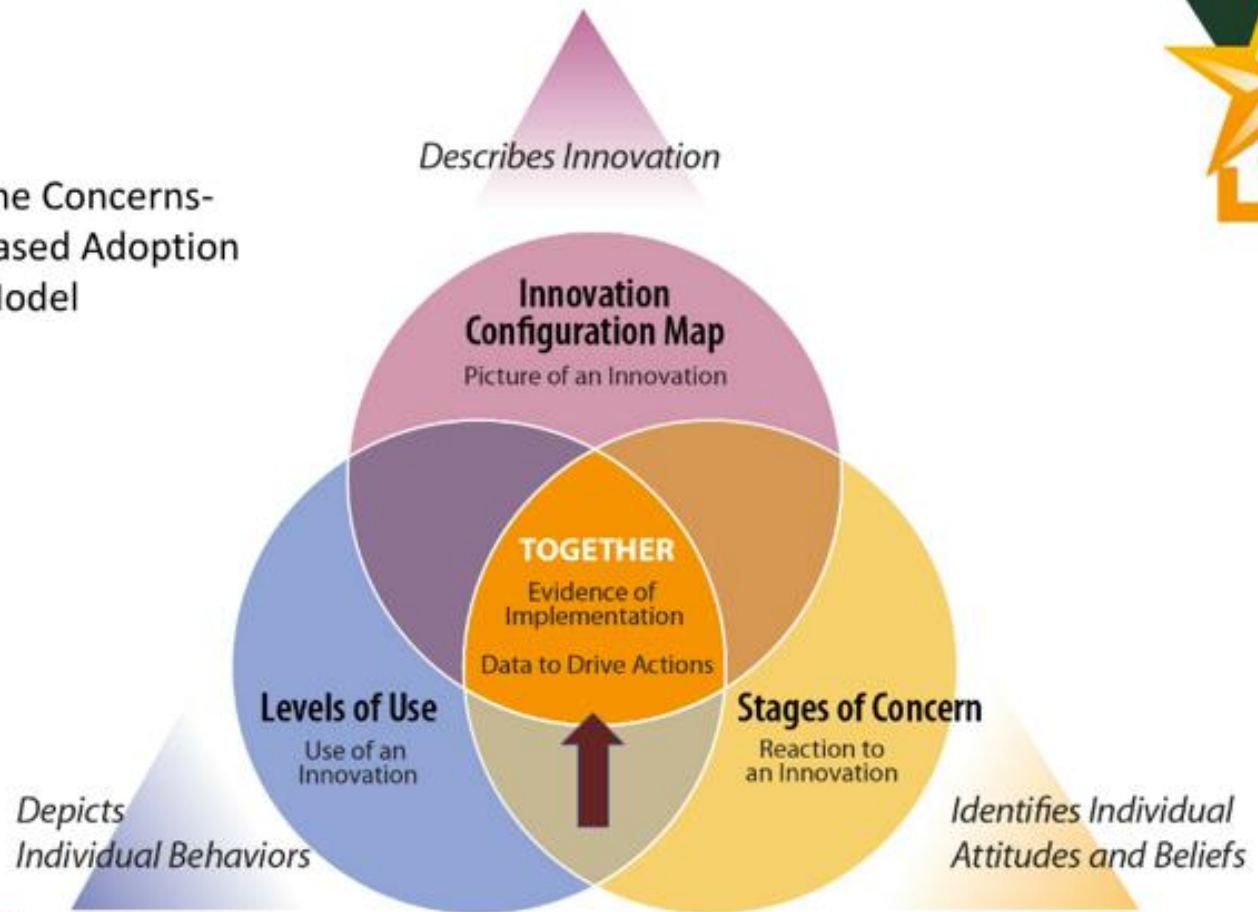 Describes Innovation
he Concerns-
ased Adoption
odel
Innovation
Configuration Map
Picture of an Innovation
TOGETHER
Evidence of
Implementation
Data to Drive Actions
Levels of Use
Use of an
Innovation
Stages of Concern
Reaction to
an Innovation
Depicts
Individual Behaviors
Identifies Individual
Attitudes and Beliefs